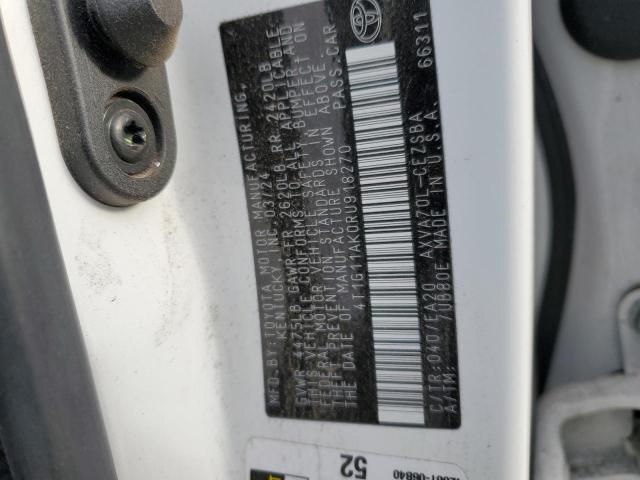 MFD. BY: TOYOTA MOTOR MANUFACTURING,
KENTUCKY, INC. 03/24
GVWR 4475LB GAWR FR 2620LB RR 2420LB
THIS VEHICLE CONFORMS TO ALL APPLICABLE
FEDERAL MOTOR VEHICLE SAFETY, BUMPER, AND
THEFT PREVENTION STANDARDS IN EFFECT ON
THE DATE OF MANUFACTURE SHOWN ABOVE.
4T1G11AK0RU918270 PASS. CAR
C/TR: 040/EA20 AXVA70L-CEZSBA
A/TM: -/UB80E MADE IN U.S.A. 66311
52